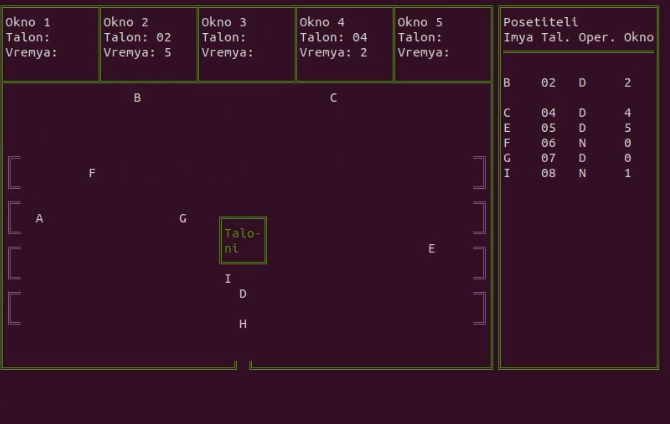 Okno 1 Okno 2 Okno 3 Okno 4 Okno 5
Talon: Talon: 02 Talon: Talon: 04 Talon:
Vremya: Vremya: 5 Vremya: Vremya: 2 Vremya:
Posetiteli
Imya Tal. Oper. Okno
B 02 D 2
C 04 D 4
E 05 D 5
F 06 N 0
G 07 D 0
I 08 N 1
B C
F
A G
Talo-
ni
E
I
D
H